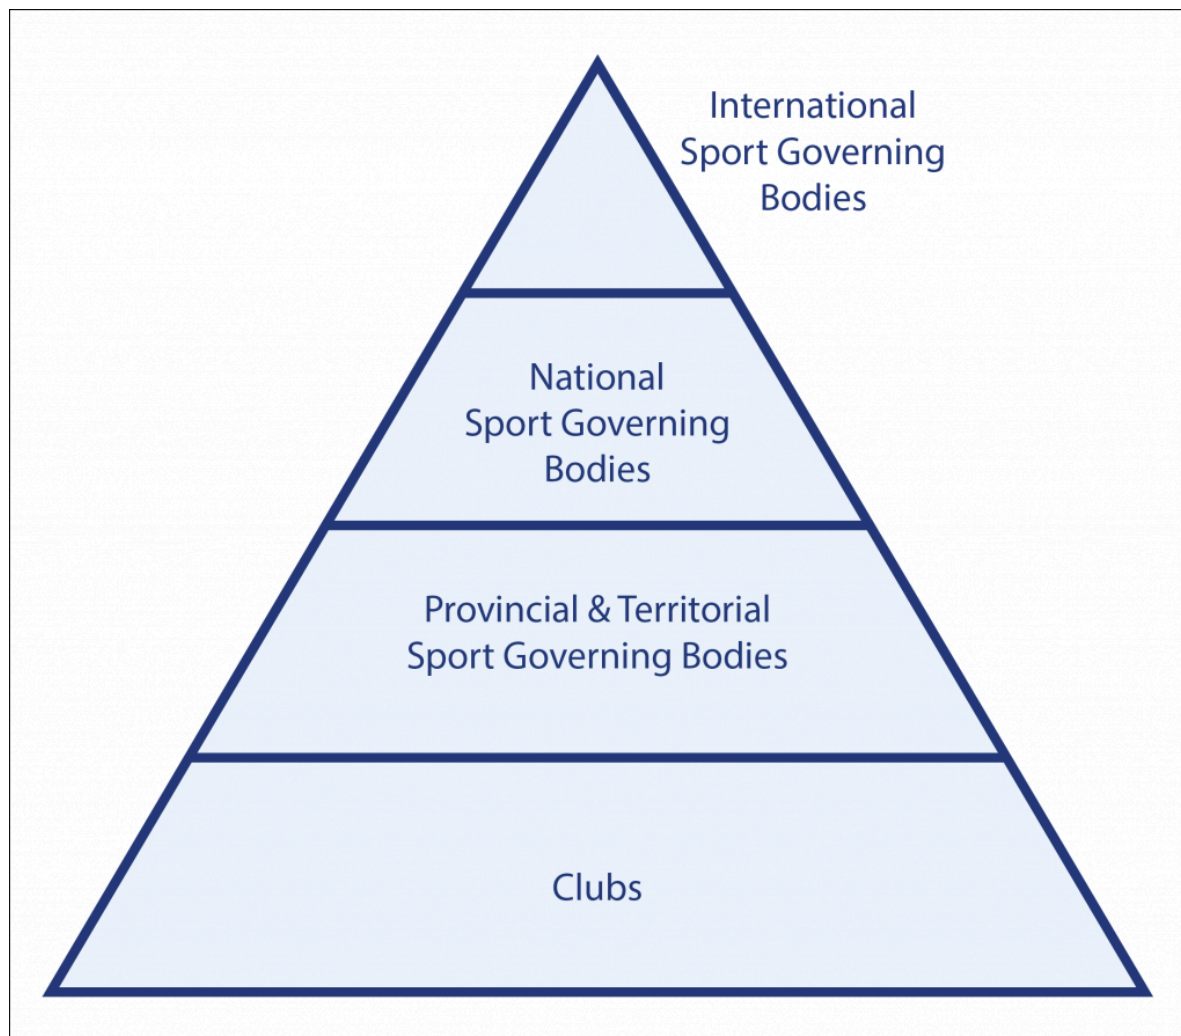 International
Sport Governing
Bodies
National
Sport Governing
Bodies
Provincial & Territorial
Sport Governing Bodies
Clubs